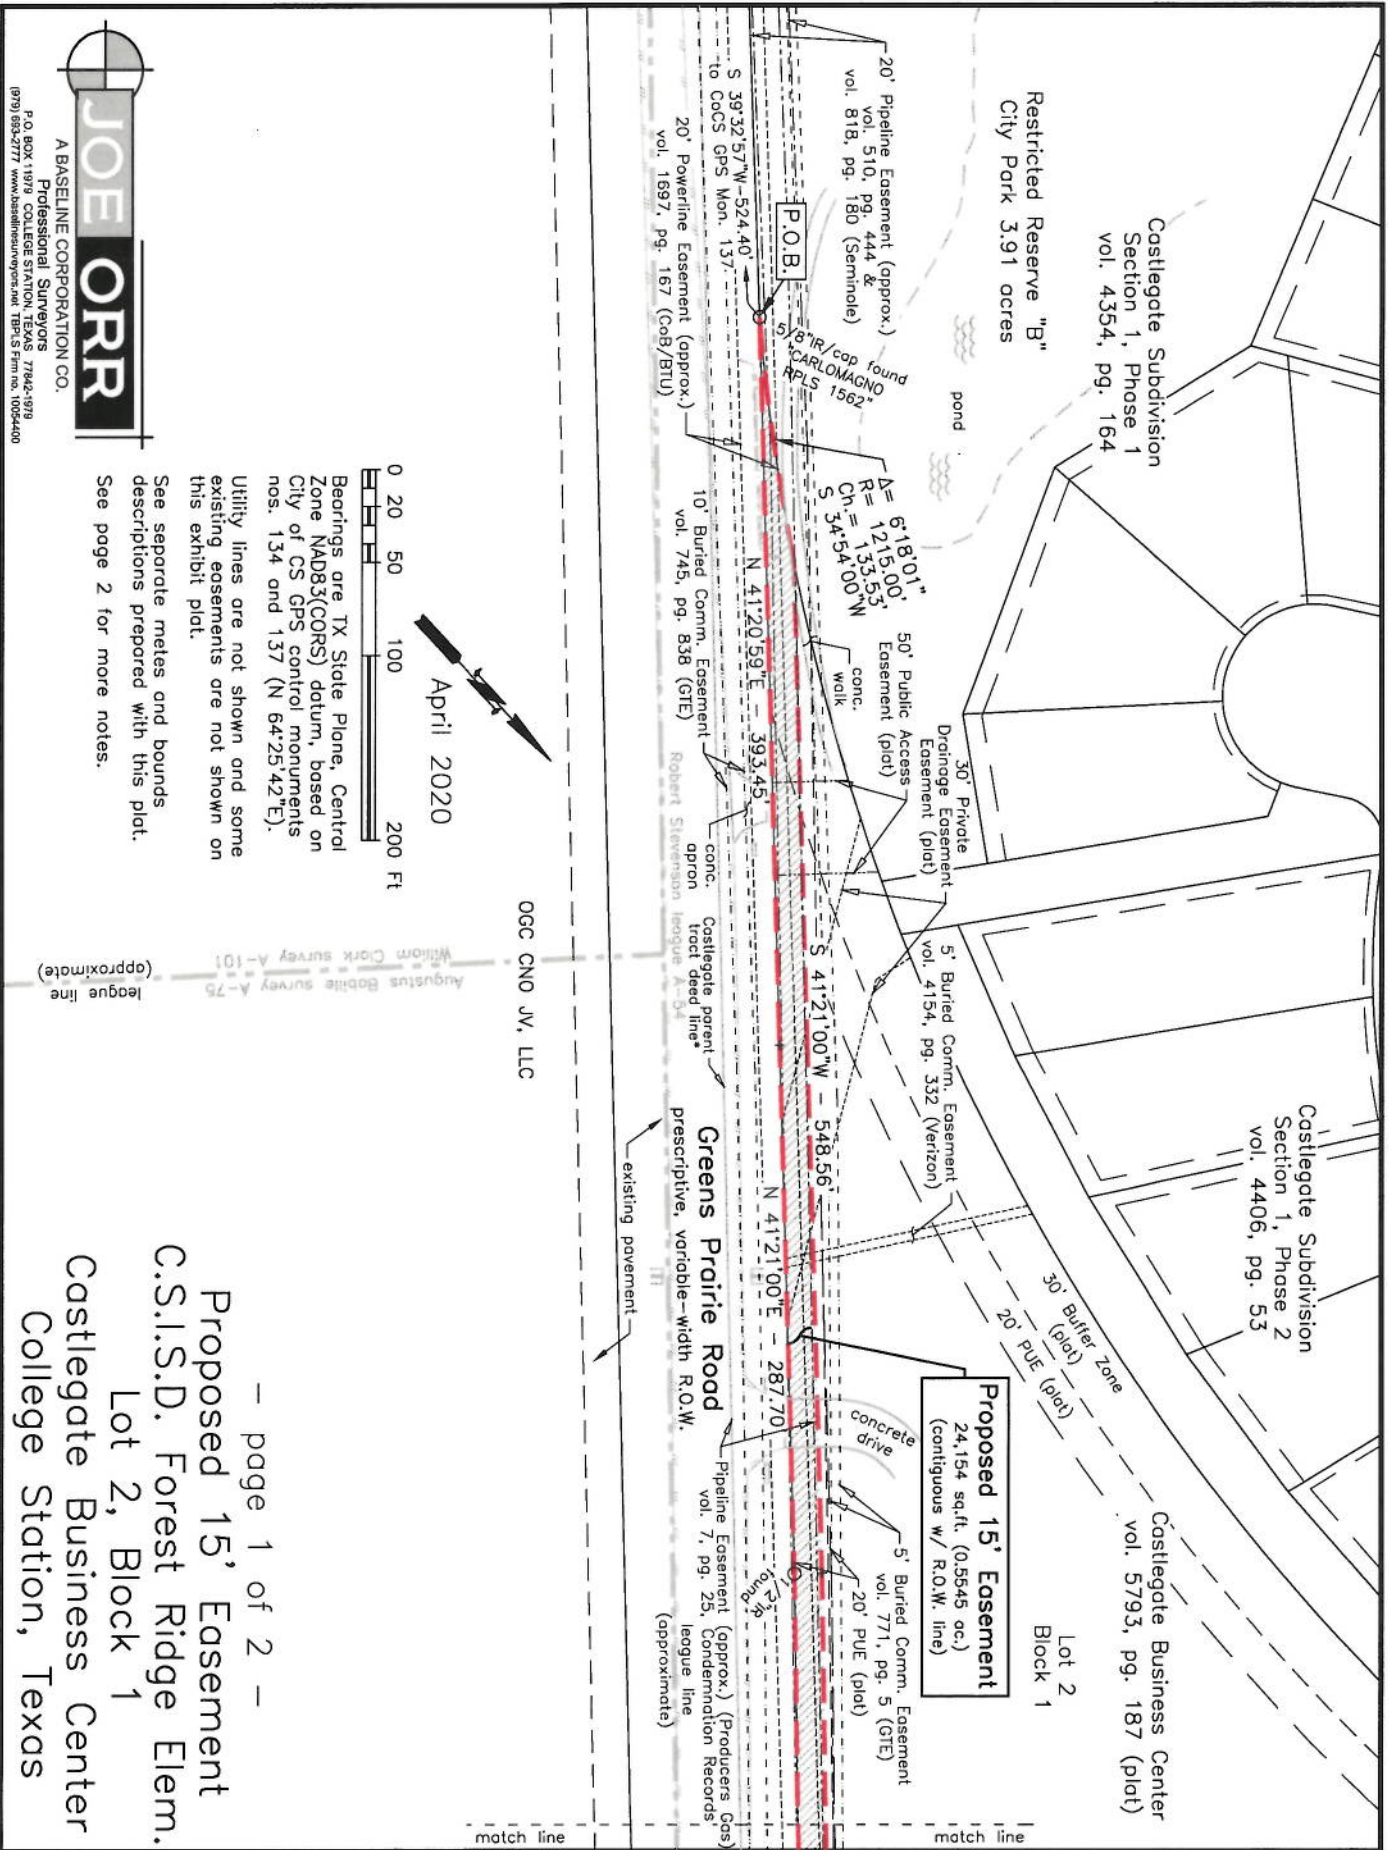 Castlegate Subdivision
Section 1, Phase 1
vol. 4354, pg. 164
Restricted Reserve "B"
City Park 3.91 acres
pond
20' Pipeline Easement (approx.)
vol. 510, pg. 444 &
vol. 818, pg. 180 (Seminole)
P.O.B.
S 39°32'57"W-524.40'
to CoCS GPS Mon. 137
5/8"IR/cap found
"CARLOMAGNO
RPLS 1562"
20' Powerline Easement (approx.)
vol. 1697, pg. 167 (CoB/BTU)
Δ= 6°18'01"
R= 1215.00'
Ch.= 133.53'
S 34°54'00"W
conc.
walk
50' Public Access
Easement (plat)
30' Private
Drainage Easement
Easement (plat)
5' Buried Comm. Easement
vol. 4154, pg. 332 (Verizon)
10' Buried Comm. Easement
vol. 745, pg. 838 (GTE)
N 41°20'59"E - 393.45'
S 41°21'00"W - 548.56'
N 41°21'00"E - 287.70'
conc.
apron
Castlegate parent
tract deed line*
Robert Stevenson league A-54
William Clark survey A-101
Augustus Babille survey A-75
league line
(approximate)
OGC CNO JV, LLC
Greens Prairie Road
prescriptive, variable-width R.O.W.
existing pavement
Castlegate Subdivision
Section 1, Phase 2
vol. 4406, pg. 53
30' Buffer Zone
(plat)
20' PUE (plat)
Castlegate Business Center
vol. 5793, pg. 187 (plat)
Lot 2
Block 1
Proposed 15' Easement
24,154 sq.ft. (0.5545 ac.)
(contiguous w/ R.O.W. line)
concrete
drive
5' Buried Comm. Easement
vol. 771, pg. 5 (GTE)
20' PUE (plat)
1/2" IR
found
Pipeline Easement (approx.) (Producers Gas)
vol. 7, pg. 25, Condemnation Records
league line
(approximate)
match line
match line
April 2020
0 20 50 100 200 Ft
Bearings are TX State Plane, Central
Zone NAD83(CORS) datum, based on
City of CS GPS control monuments
nos. 134 and 137 (N 64°25'42"E).
Utility lines are not shown and some
existing easements are not shown on
this exhibit plat.
See separate metes and bounds
descriptions prepared with this plat.
See page 2 for more notes.
JOE ORR
A BASELINE CORPORATION CO.
Professional Surveyors
P.O. BOX 11979 COLLEGE STATION, TEXAS 77842-1979
(979) 693-2777 www.baselinesurveyors.net TBPLS Firm no. 10054400
- page 1 of 2 -
Proposed 15' Easement
C.S.I.S.D. Forest Ridge Elem.
Lot 2, Block 1
Castlegate Business Center
College Station, Texas